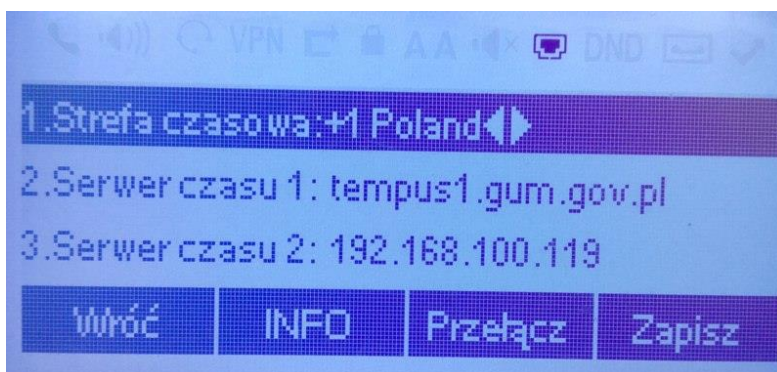 VPN AA DND
1.Strefa czasowa:+1 Poland
2.Serwer czasu 1: tempus1.gum.gov.pl
3.Serwer czasu 2: 192.168.100.119
Wróć INFO Przełącz Zapisz